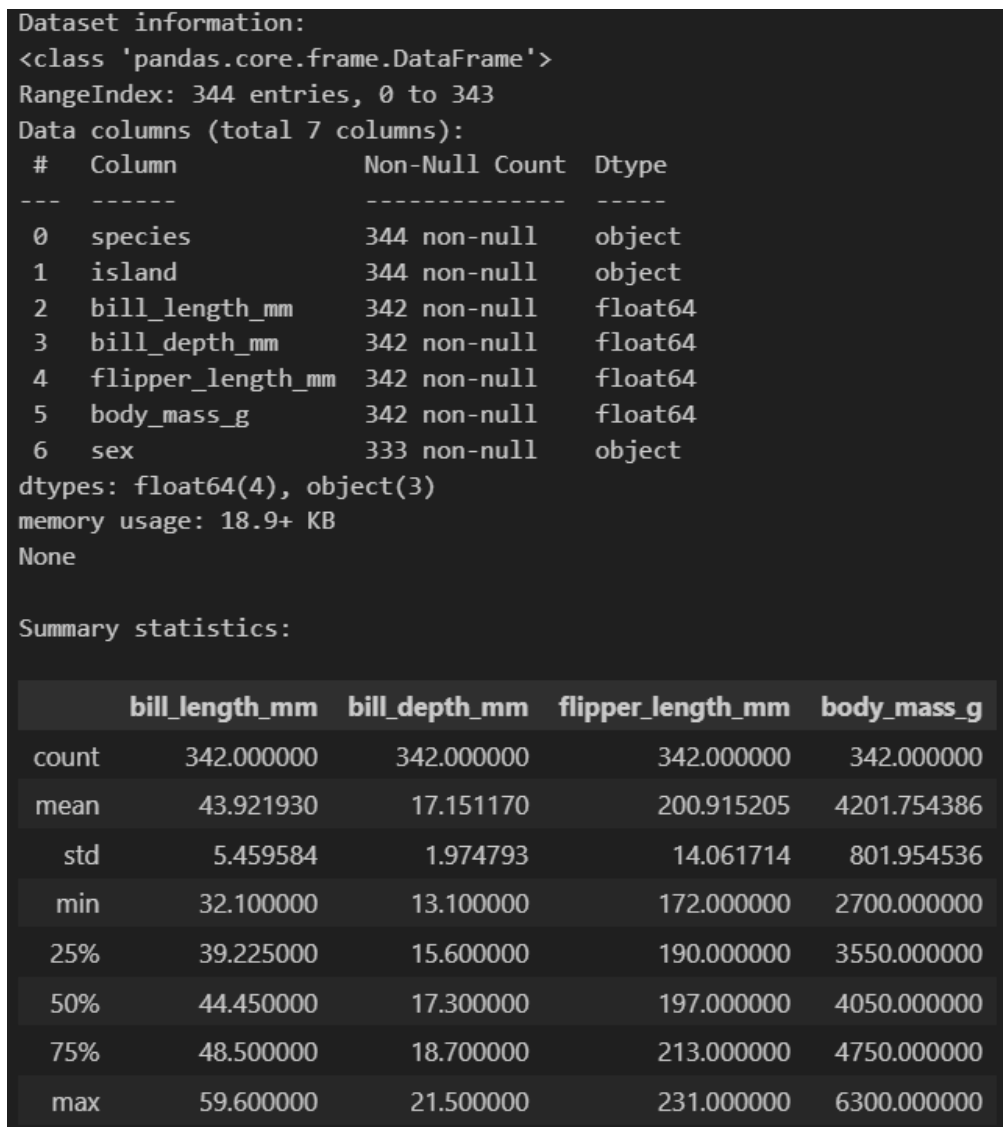 Dataset information:
<class 'pandas.core.frame.DataFrame'>
RangeIndex: 344 entries, 0 to 343
Data columns (total 7 columns):
 #   Column             Non-Null Count  Dtype
---  ------             --------------  -----
 0   species            344 non-null    object
 1   island             344 non-null    object
 2   bill_length_mm     342 non-null    float64
 3   bill_depth_mm      342 non-null    float64
 4   flipper_length_mm  342 non-null    float64
 5   body_mass_g        342 non-null    float64
 6   sex                333 non-null    object
dtypes: float64(4), object(3)
memory usage: 18.9+ KB
None
Summary statistics:
bill_length_mm bill_depth_mm flipper_length_mm body_mass_g
count 342.000000 342.000000 342.000000 342.000000
mean 43.921930 17.151170 200.915205 4201.754386
std 5.459584 1.974793 14.061714 801.954536
min 32.100000 13.100000 172.000000 2700.000000
25% 39.225000 15.600000 190.000000 3550.000000
50% 44.450000 17.300000 197.000000 4050.000000
75% 48.500000 18.700000 213.000000 4750.000000
max 59.600000 21.500000 231.000000 6300.000000